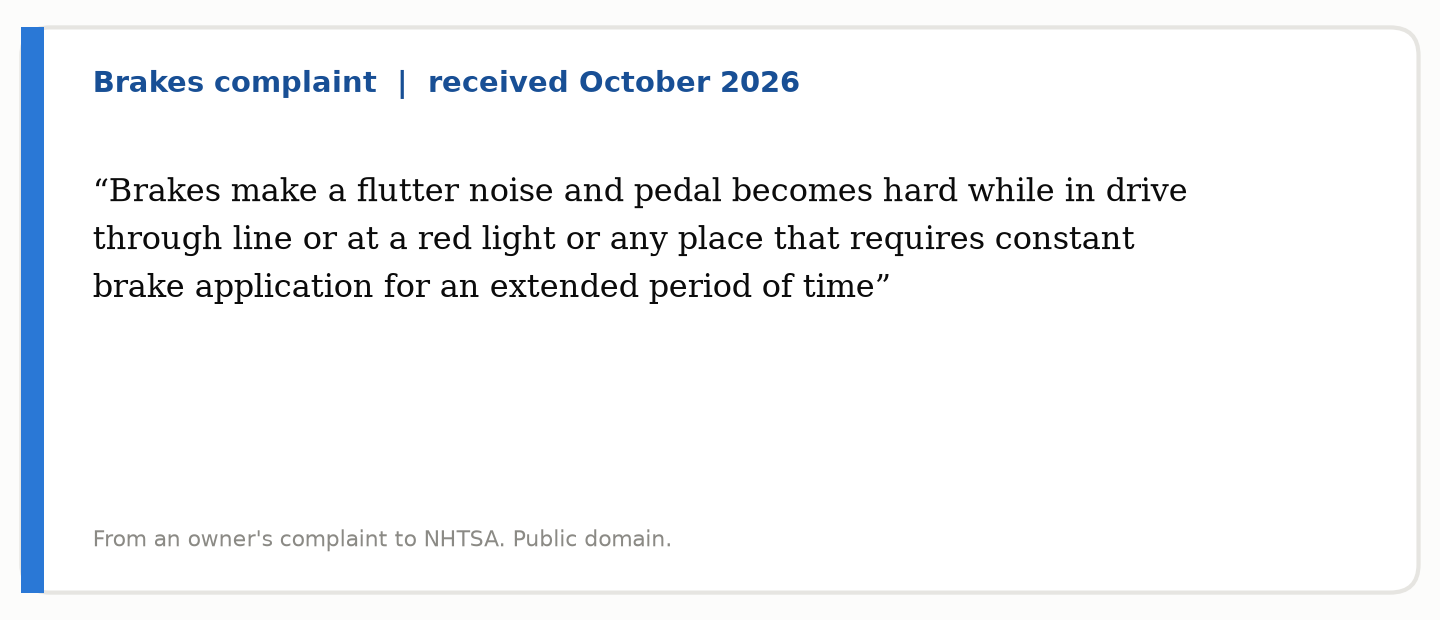 Brakes complaint | received October 2026
“Brakes make a flutter noise and pedal becomes hard while in drive
through line or at a red light or any place that requires constant
brake application for an extended period of time”
From an owner's complaint to NHTSA. Public domain.